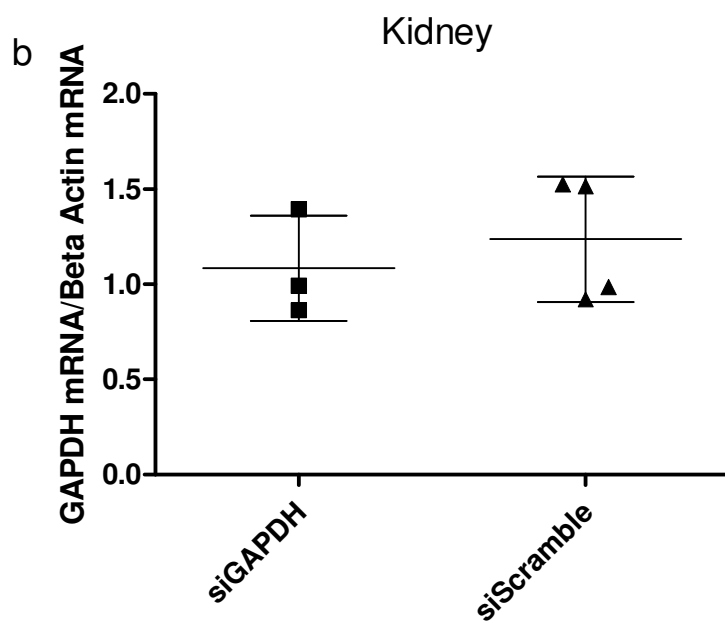 b
Kidney
GAPDH mRNA/Beta Actin mRNA
2.0
1.5
1.0
0.5
0.0
siGAPDH
siScramble